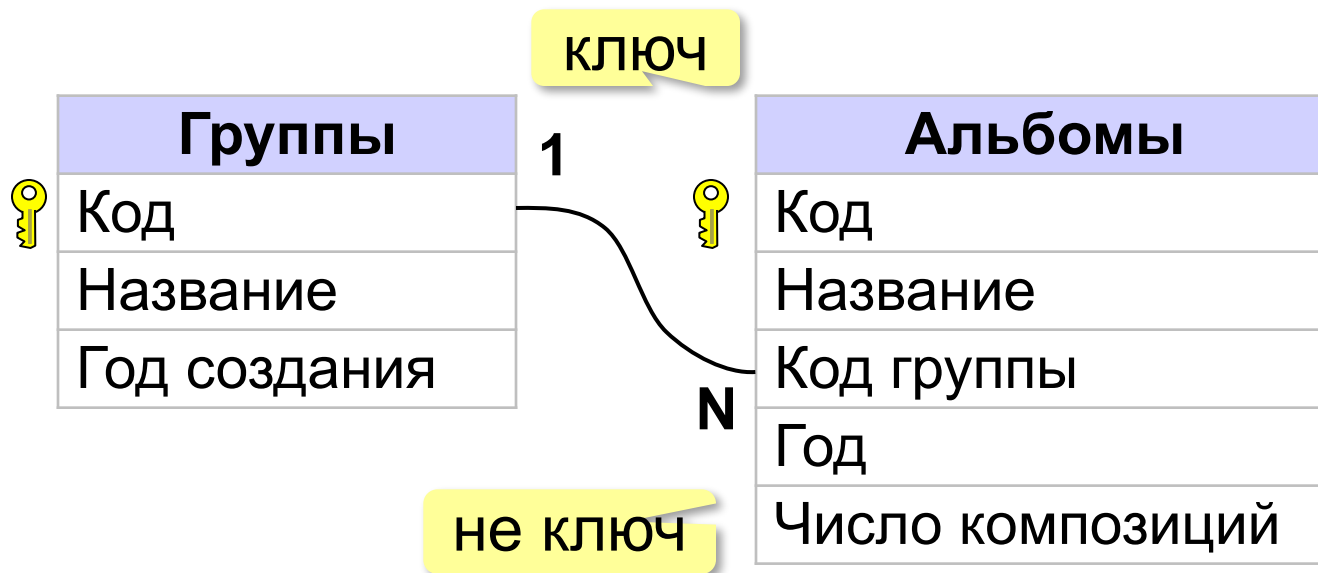 ключ
Группы
Код
Название
Год создания
1
N
Альбомы
Код
Название
Код группы
Год
Число композиций
не ключ